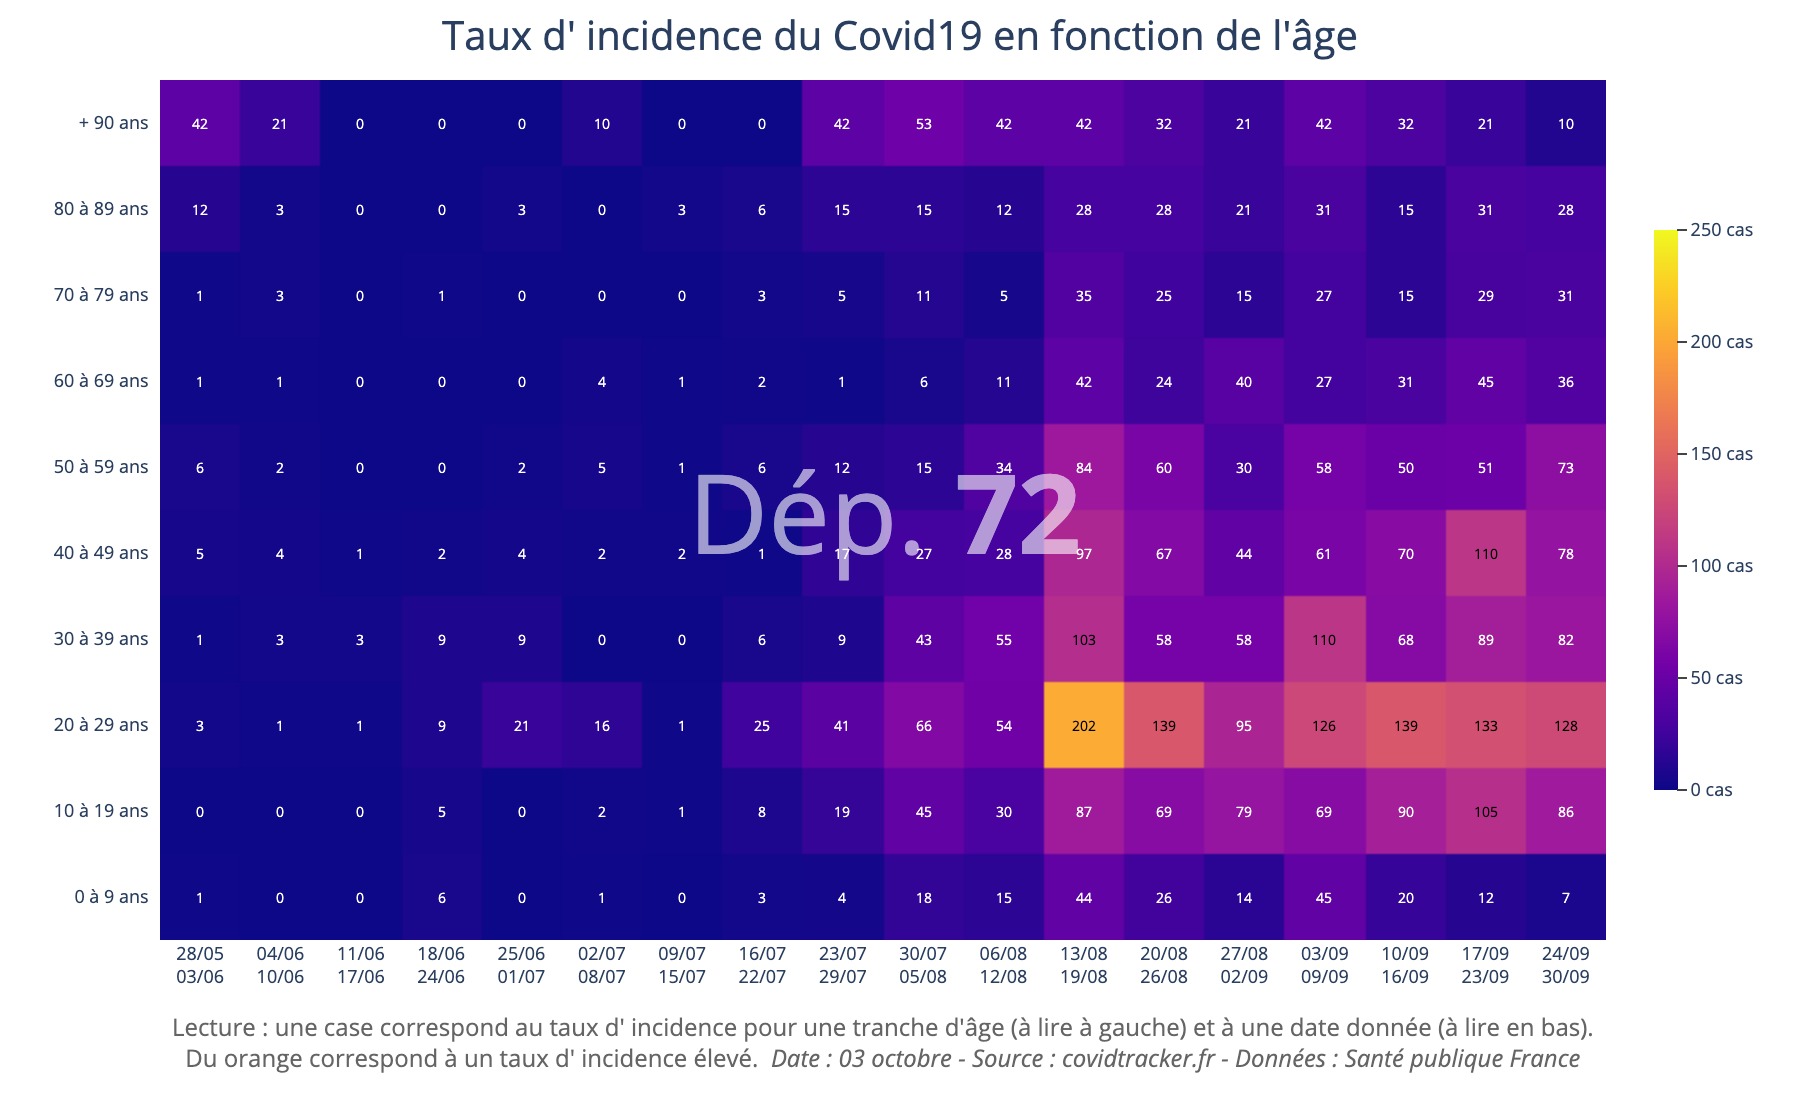 Taux d' incidence du Covid19 en fonction de l'âge
+ 90 ans 42 21 0 0 0 10 0 0 42 53 42 42 32 21 42 32 21 10
80 à 89 ans 12 3 0 0 3 0 3 6 15 15 12 28 28 21 31 15 31 28
250 cas
70 à 79 ans 1 3 0 1 0 0 0 3 5 11 5 35 25 15 27 15 29 31
200 cas
60 à 69 ans 1 1 0 0 0 4 1 2 1 6 11 42 24 40 27 31 45 36
150 cas
50 à 59 ans 6 2 0 0 2 5 1 6 12 15 34 84 60 30 58 50 51 73
Dép. 72
40 à 49 ans 5 4 1 2 4 2 2 1 17 27 28 97 67 44 61 70 110 78
100 cas
30 à 39 ans 1 3 3 9 9 0 0 6 9 43 55 103 58 58 110 68 89 82
50 cas
20 à 29 ans 3 1 1 9 21 16 1 25 41 66 54 202 139 95 126 139 133 128
0 cas
10 à 19 ans 0 0 0 5 0 2 1 8 19 45 30 87 69 79 69 90 105 86
0 à 9 ans 1 0 0 6 0 1 0 3 4 18 15 44 26 14 45 20 12 7
28/05 04/06 11/06 18/06 25/06 02/07 09/07 16/07 23/07 30/07 06/08 13/08 20/08 27/08 03/09 10/09 17/09 24/09
03/06 10/06 17/06 24/06 01/07 08/07 15/07 22/07 29/07 05/08 12/08 19/08 26/08 02/09 09/09 16/09 23/09 30/09
Lecture : une case correspond au taux d' incidence pour une tranche d'âge (à lire à gauche) et à une date donnée (à lire en bas).
Du orange correspond à un taux d' incidence élevé. Date : 03 octobre - Source : covidtracker.fr - Données : Santé publique France